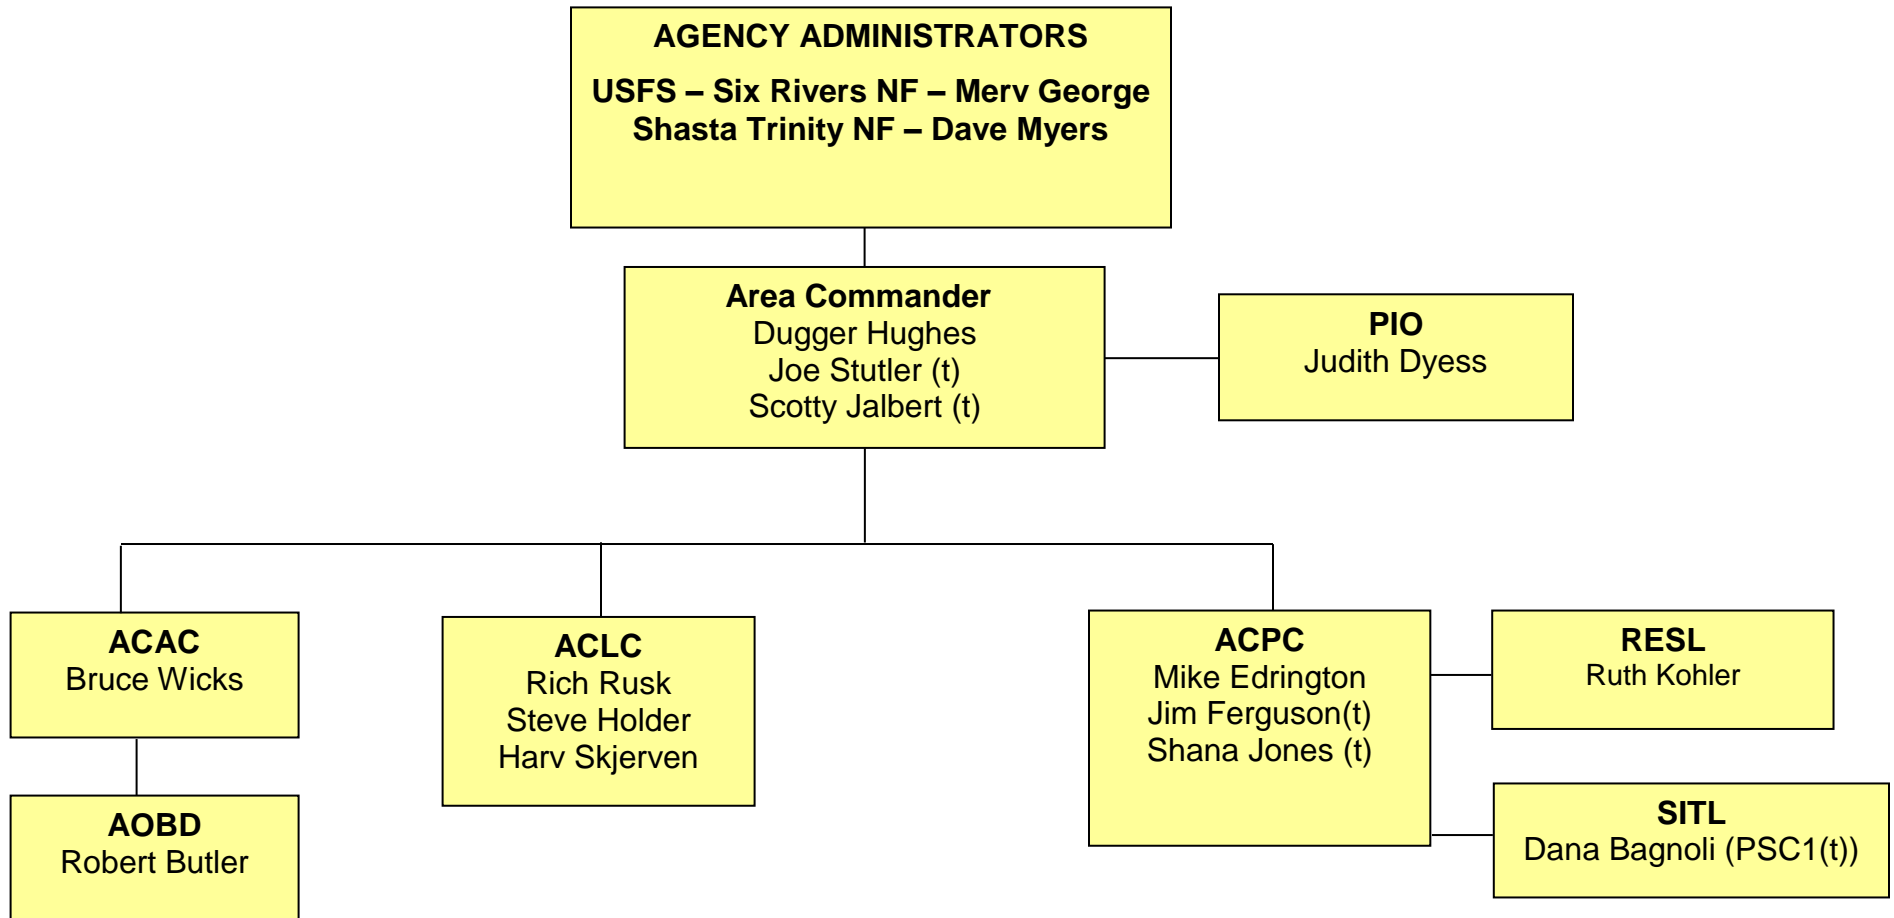 AGENCY ADMINISTRATORS
USFS – Six Rivers NF – Merv George
Shasta Trinity NF – Dave Myers
Area Commander
Dugger Hughes
Joe Stutler (t)
Scotty Jalbert (t)
PIO
Judith Dyess
ACAC
Bruce Wicks
AOBD
Robert Butler
ACLC
Rich Rusk
Steve Holder
Harv Skjerven
ACPC
Mike Edrington
Jim Ferguson(t)
Shana Jones (t)
RESL
Ruth Kohler
SITL
Dana Bagnoli (PSC1(t))